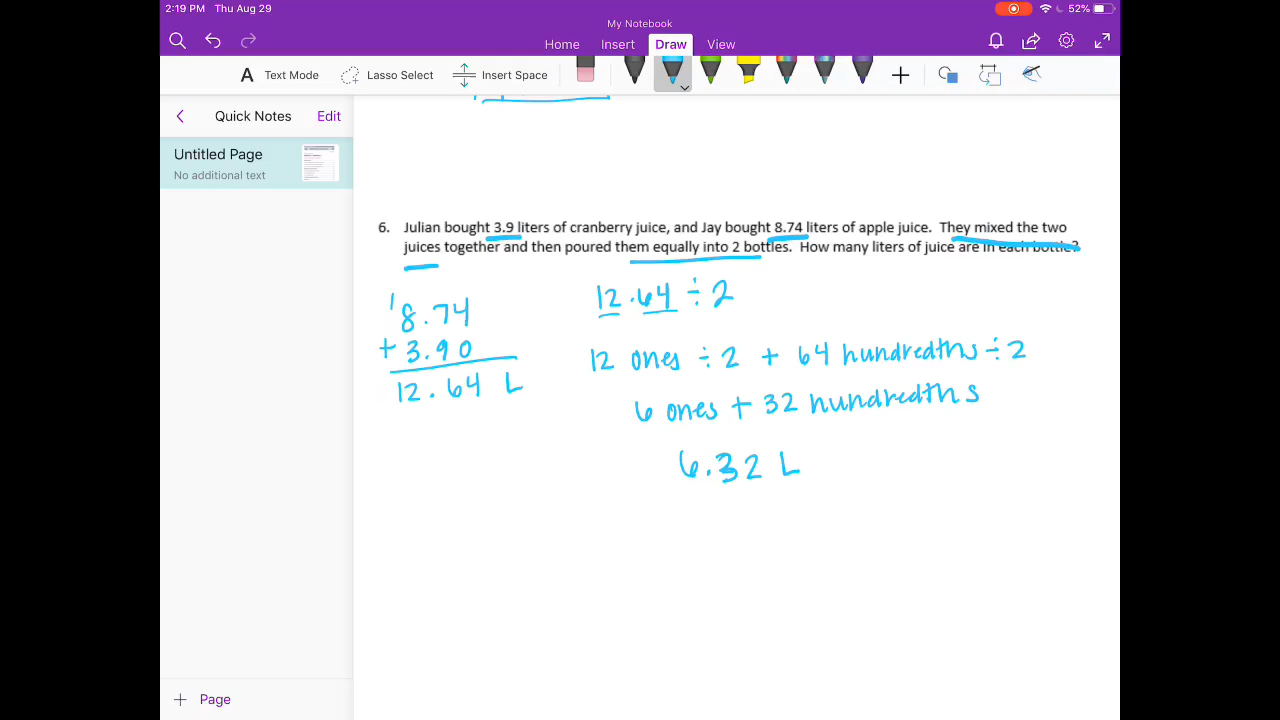 2:19 PM Thu Aug 29
52%
My Notebook
Home Insert Draw View
A Text Mode Lasso Select Insert Space
Quick Notes Edit
Untitled Page
No additional text
6. Julian bought 3.9 liters of cranberry juice, and Jay bought 8.74 liters of apple juice. They mixed the two
juices together and then poured them equally into 2 bottles. How many liters of juice are in each bottle?
1
8.74
+ 3.90
12.64 L
12.64 ÷ 2
12 ones ÷ 2 + 64 hundredths ÷ 2
6 ones + 32 hundredths
6.32 L
+ Page